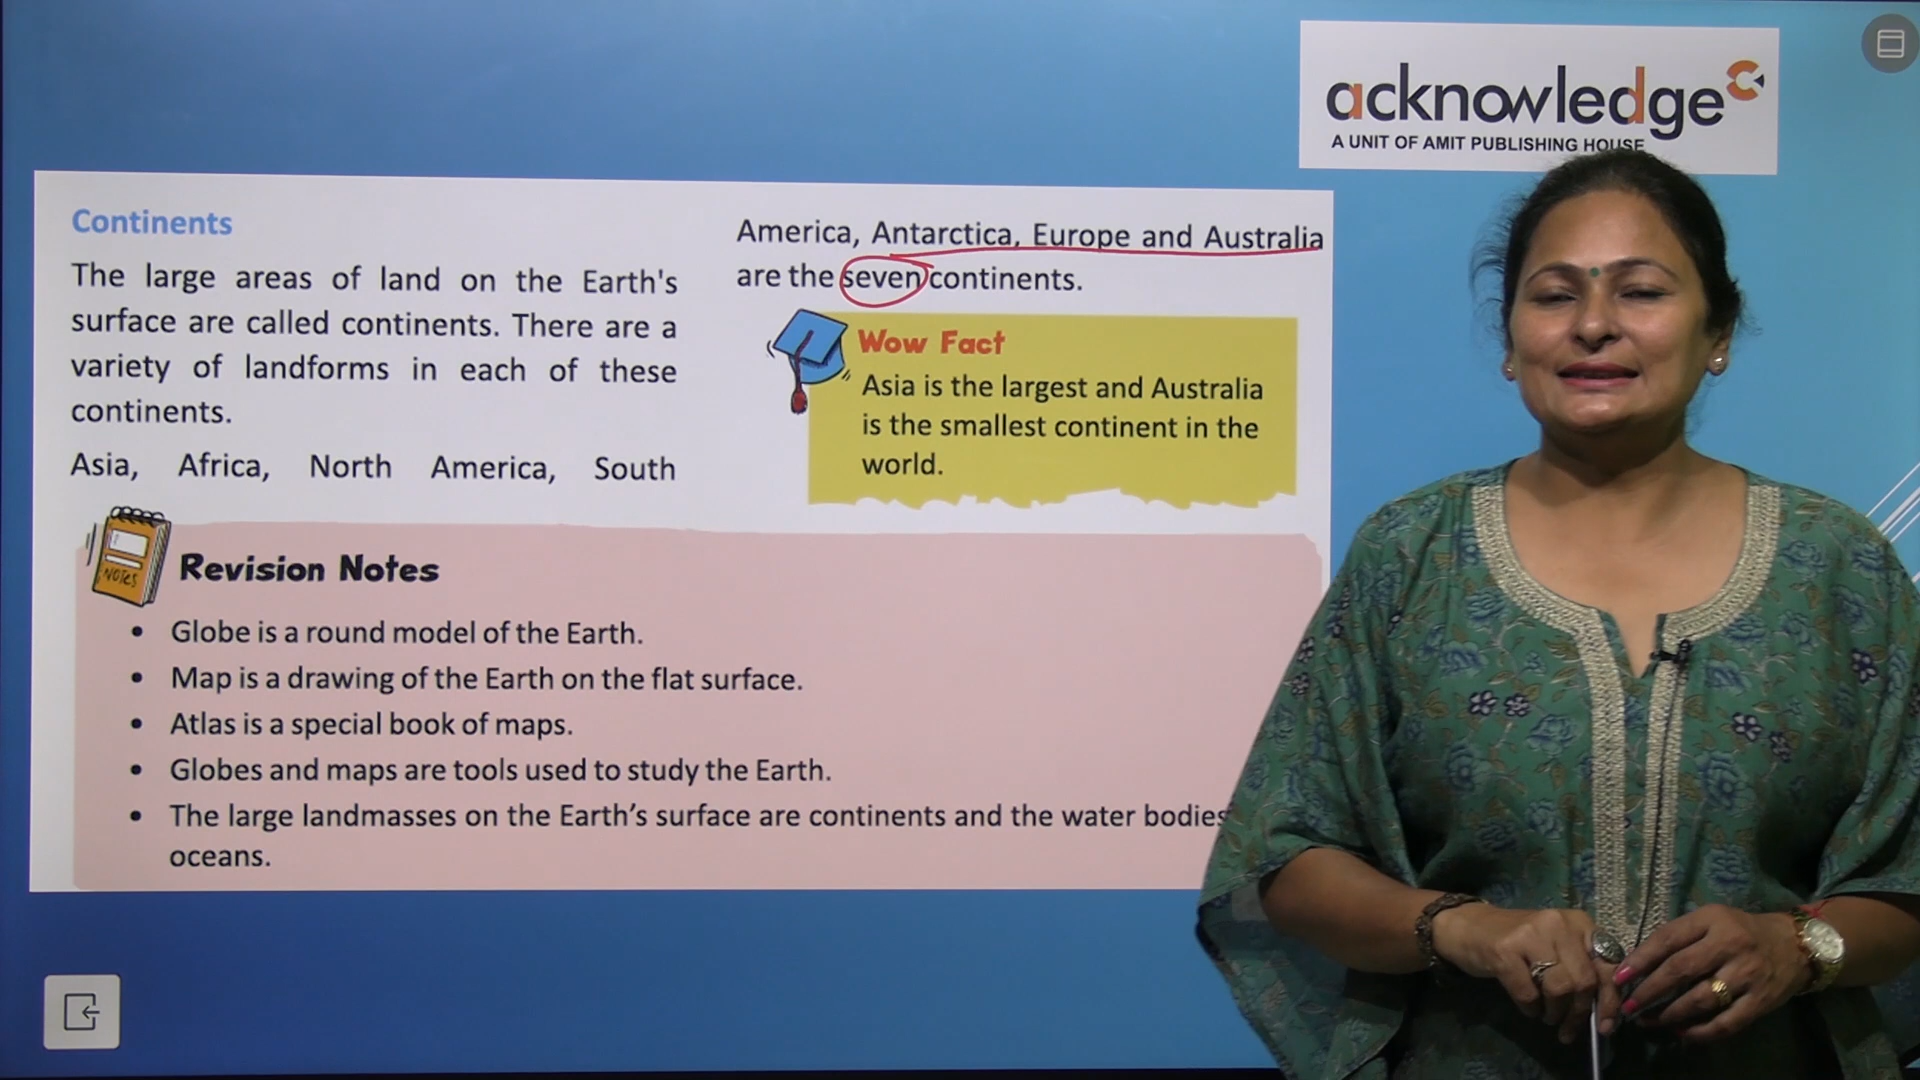 acknowledge
A UNIT OF AMIT PUBLISHING HOUSE
Continents
The large areas of land on the Earth's
surface are called continents. There are a
variety of landforms in each of these
continents.
Asia, Africa, North America, South
America, Antarctica, Europe and Australia
are the seven continents.
Wow Fact
Asia is the largest and Australia
is the smallest continent in the
world.
NOTES
Revision Notes
• Globe is a round model of the Earth.
• Map is a drawing of the Earth on the flat surface.
• Atlas is a special book of maps.
• Globes and maps are tools used to study the Earth.
• The large landmasses on the Earth’s surface are continents and the water bodies
oceans.